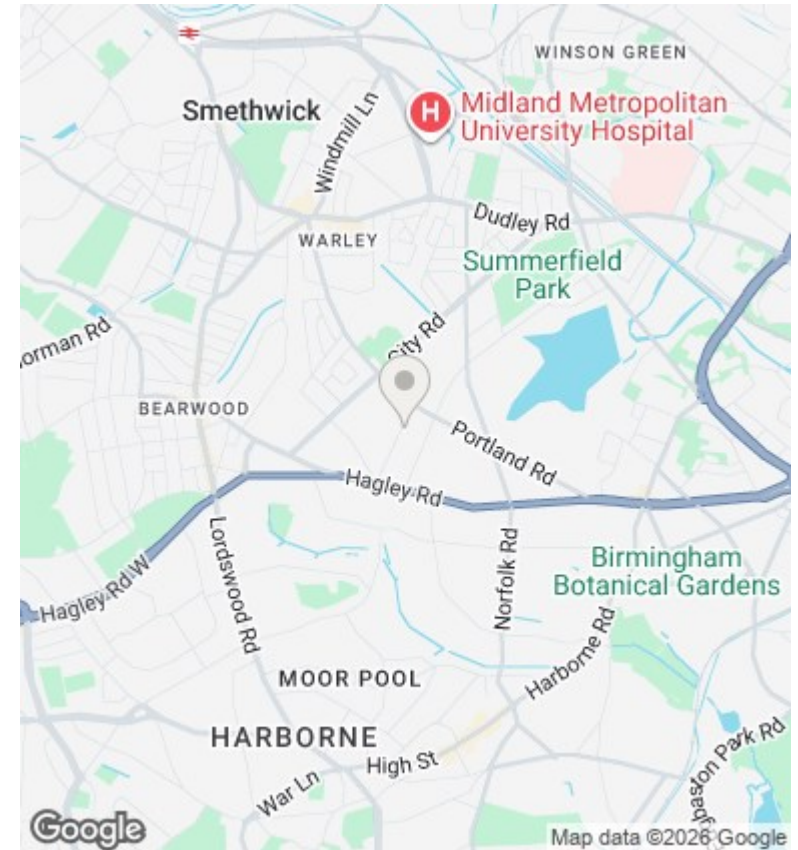 WINSON GREEN
Smethwick
Midland Metropolitan
University Hospital
H
Windmill Ln
WARLEY
Dudley Rd
Summerfield
Park
orman Rd
City Rd
BEARWOOD
Portland Rd
Hagley Rd
Lordswood Rd
Norfolk Rd
Birmingham
Botanical Gardens
Hagley Rd W
Harborne Rd
MOOR POOL
HARBORNE
High St
War Ln
baston Park Rd
Google
Map data ©2026 Google